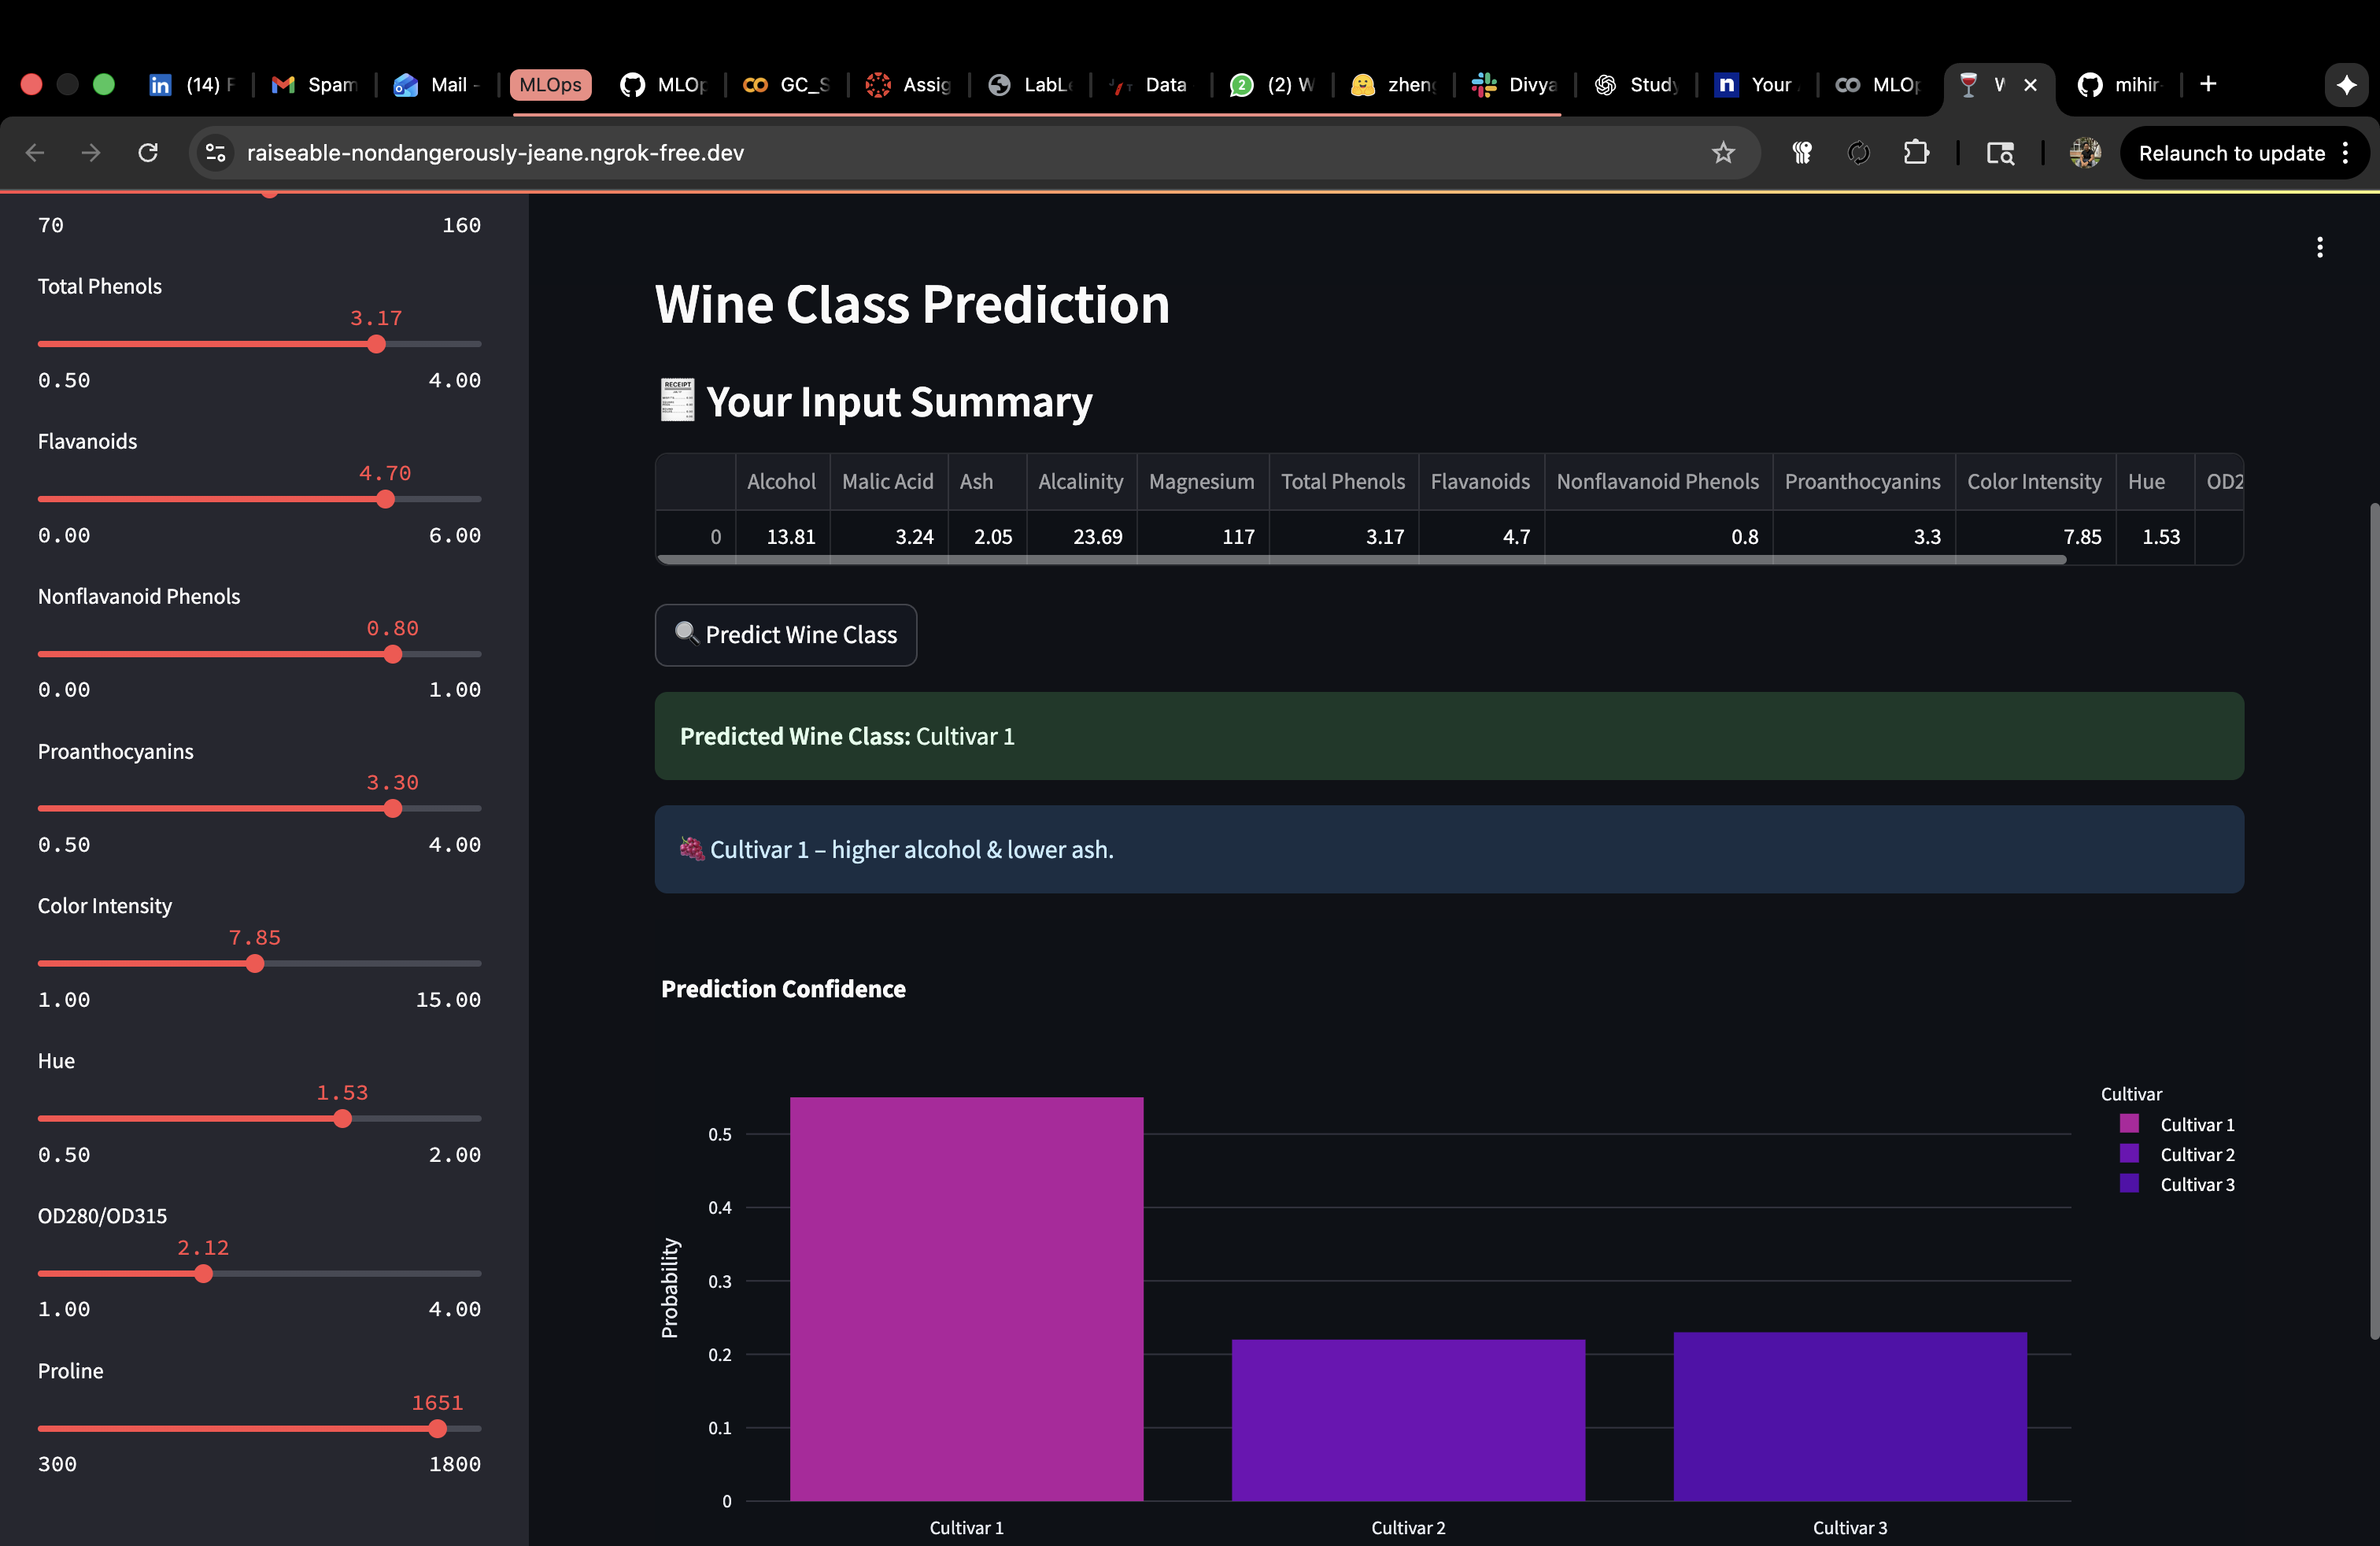 (14) F
Spam
Mail -
MLOps
MLOp
GC_S
Assig
LabLe
Data
2
(2) W
zheng
Divya
Study
n
Your
MLOp
W
mihir-
raiseable-nondangerously-jeane.ngrok-free.dev
Relaunch to update
70 160
Total Phenols
3.17
0.50 4.00
Flavanoids
4.70
0.00 6.00
Nonflavanoid Phenols
0.80
0.00 1.00
Proanthocyanins
3.30
0.50 4.00
Color Intensity
7.85
1.00 15.00
Hue
1.53
0.50 2.00
OD280/OD315
2.12
1.00 4.00
Proline
1651
300 1800
Wine Class Prediction
Your Input Summary
Alcohol Malic Acid Ash Alcalinity Magnesium Total Phenols Flavanoids Nonflavanoid Phenols Proanthocyanins Color Intensity Hue OD2
0 13.81 3.24 2.05 23.69 117 3.17 4.7 0.8 3.3 7.85 1.53
Predict Wine Class
Predicted Wine Class: Cultivar 1
Cultivar 1 – higher alcohol & lower ash.
Prediction Confidence
Probability
0.5
0.4
0.3
0.2
0.1
0
Cultivar 1 Cultivar 2 Cultivar 3
Cultivar
Cultivar 1
Cultivar 2
Cultivar 3